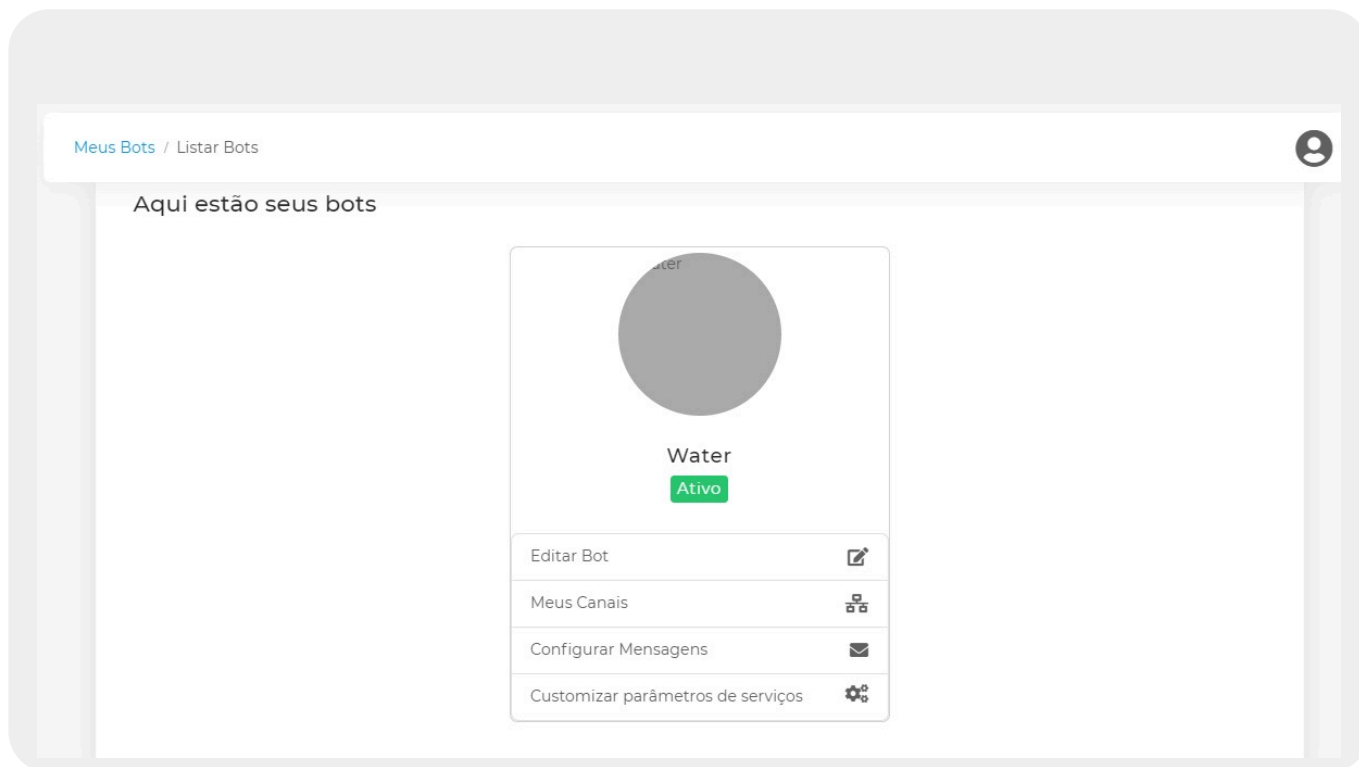 Meus Bots / Listar Bots
Aqui estão seus bots
Water
Ativo
Editar Bot
Meus Canais
Configurar Mensagens
Customizar parâmetros de serviços